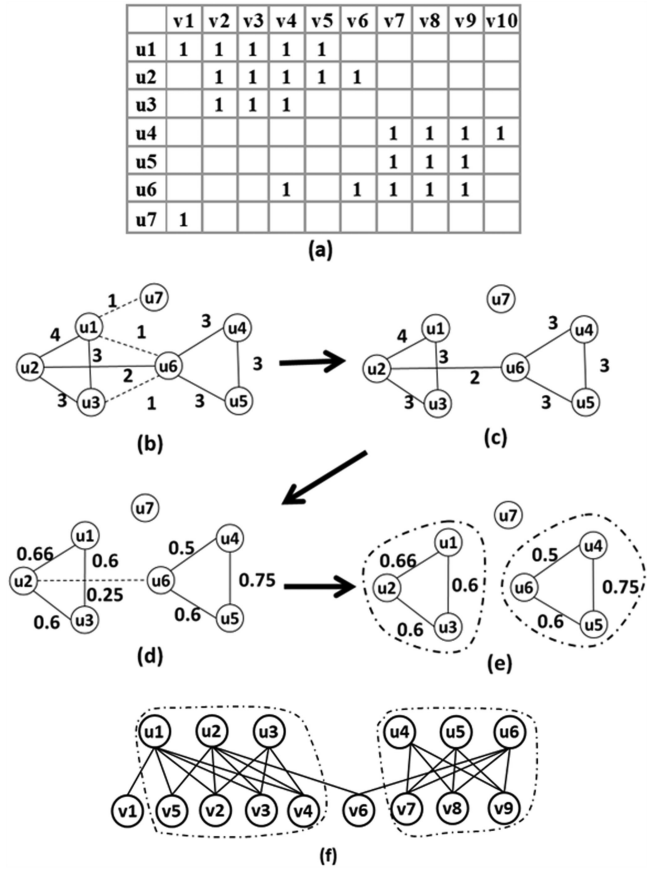 v1 v2 v3 v4 v5 v6 v7 v8 v9 v10
u1 1 1 1 1 1
u2 1 1 1 1 1
u3 1 1 1
u4 1 1 1 1
u5 1 1 1
u6 1 1 1 1 1
u7 1
(a)
u7
1
u1 1 3 u4
4
3 u6 3
u2 2
3 1 3
u3 u5
(b)
u7
u1 3 u4
4
3 u6 3
u2 2
3 3
u3 u5
(c)
u7
u1 u4
0.66 0.6 0.5
u2 u6 0.75
0.25
0.6 0.6
u3 u5
(d)
u7
u1 u4
0.66 0.5
u2 0.6 u6 0.75
0.6 0.6
u3 u5
(e)
u1 u2 u3 u4 u5 u6
v1 v5 v2 v3 v4 v6 v7 v8 v9
(f)